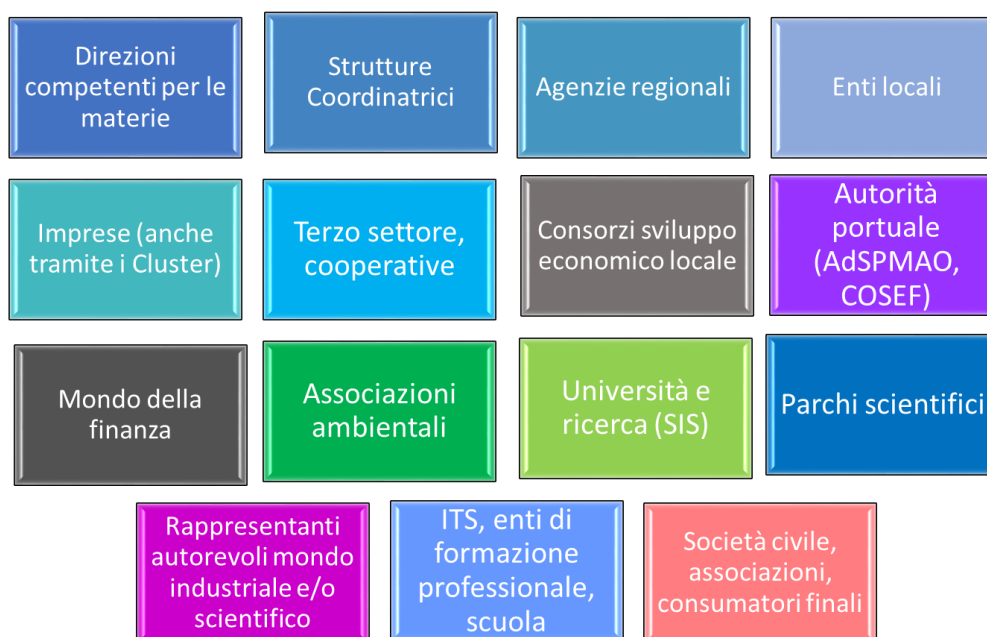 Direzioni
competenti per le
materie
Strutture
Coordinatrici
Agenzie regionali
Enti locali
Imprese (anche
tramite i Cluster)
Terzo settore,
cooperative
Consorzi sviluppo
economico locale
Autorità
portuale
(AdSPMAO,
COSEF)
Mondo della
finanza
Associazioni
ambientali
Università e
ricerca (SIS)
Parchi scientifici
Rappresentanti
autorevoli mondo
industriale e/o
scientifico
ITS, enti di
formazione
professionale,
scuola
Società civile,
associazioni,
consumatori finali